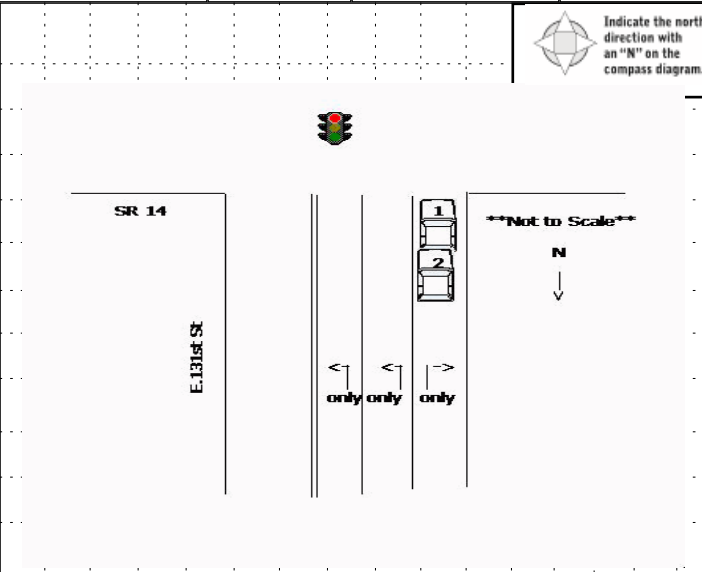 Indicate the north
direction with
an “N” on the
compass diagram.
SR 14
1
**Not to Scale**
N
2
E.131st St
only only only